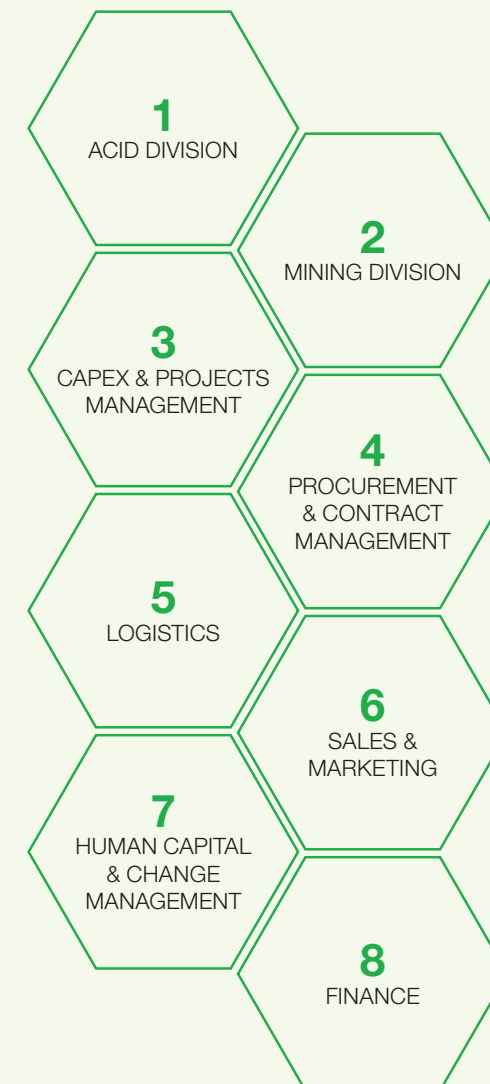 1
ACID DIVISION
2
MINING DIVISION
3
CAPEX & PROJECTS
MANAGEMENT
4
PROCUREMENT
& CONTRACT
MANAGEMENT
5
LOGISTICS
6
SALES &
MARKETING
7
HUMAN CAPITAL
& CHANGE
MANAGEMENT
8
FINANCE